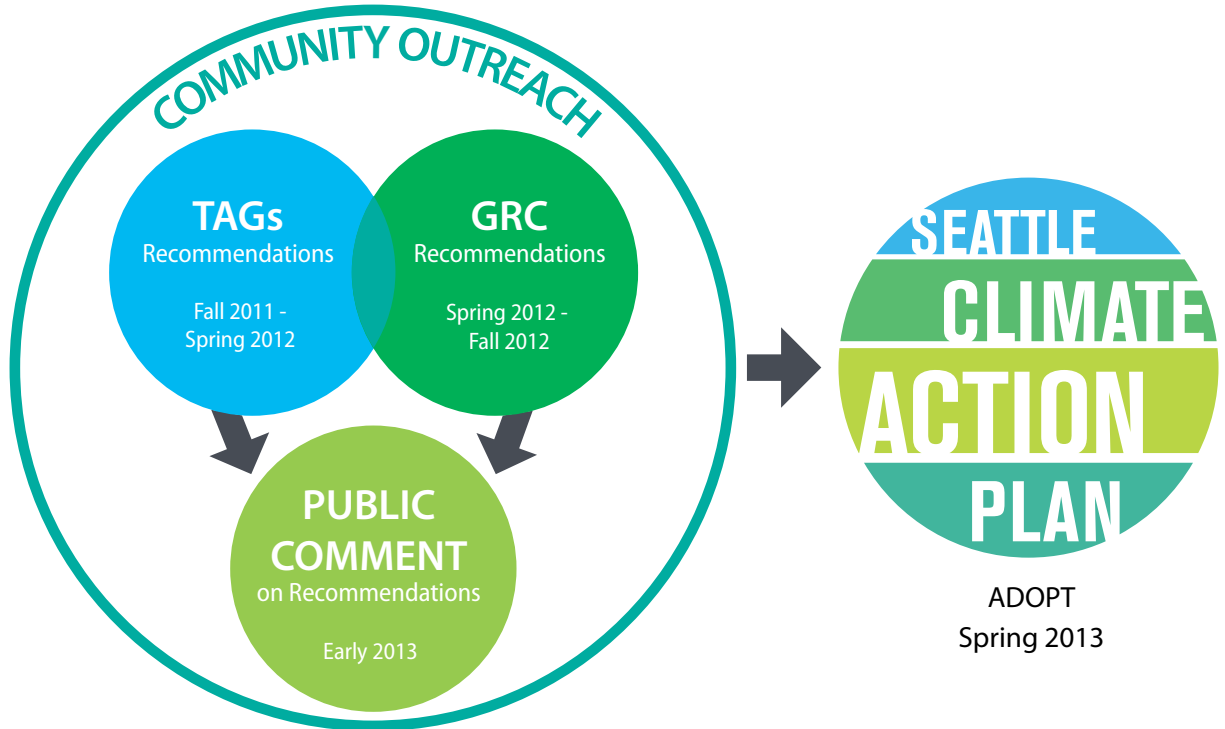 COMMUNITY OUTREACH
TAGs
Recommendations
Fall 2011 -
Spring 2012
GRC
Recommendations
Spring 2012 -
Fall 2012
PUBLIC
COMMENT
on Recommendations
Early 2013
SEATTLE
CLIMATE
ACTION
PLAN
ADOPT
Spring 2013